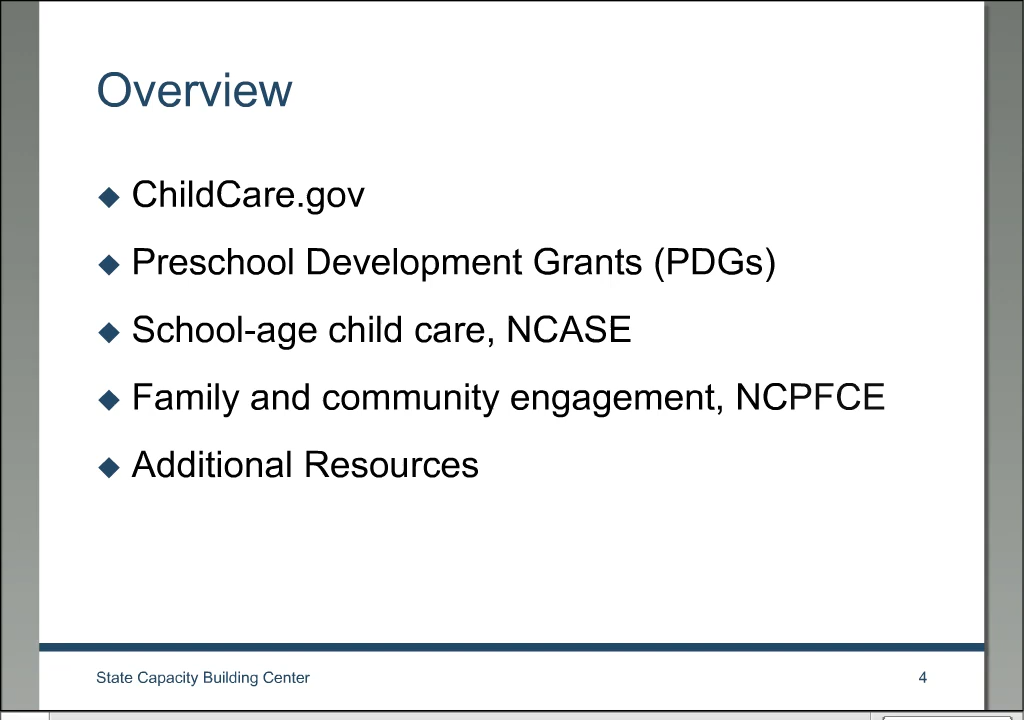 Overview
ChildCare.gov
Preschool Development Grants (PDGs)
School-age child care, NCASE
Family and community engagement, NCPFCE
Additional Resources
State Capacity Building Center
4